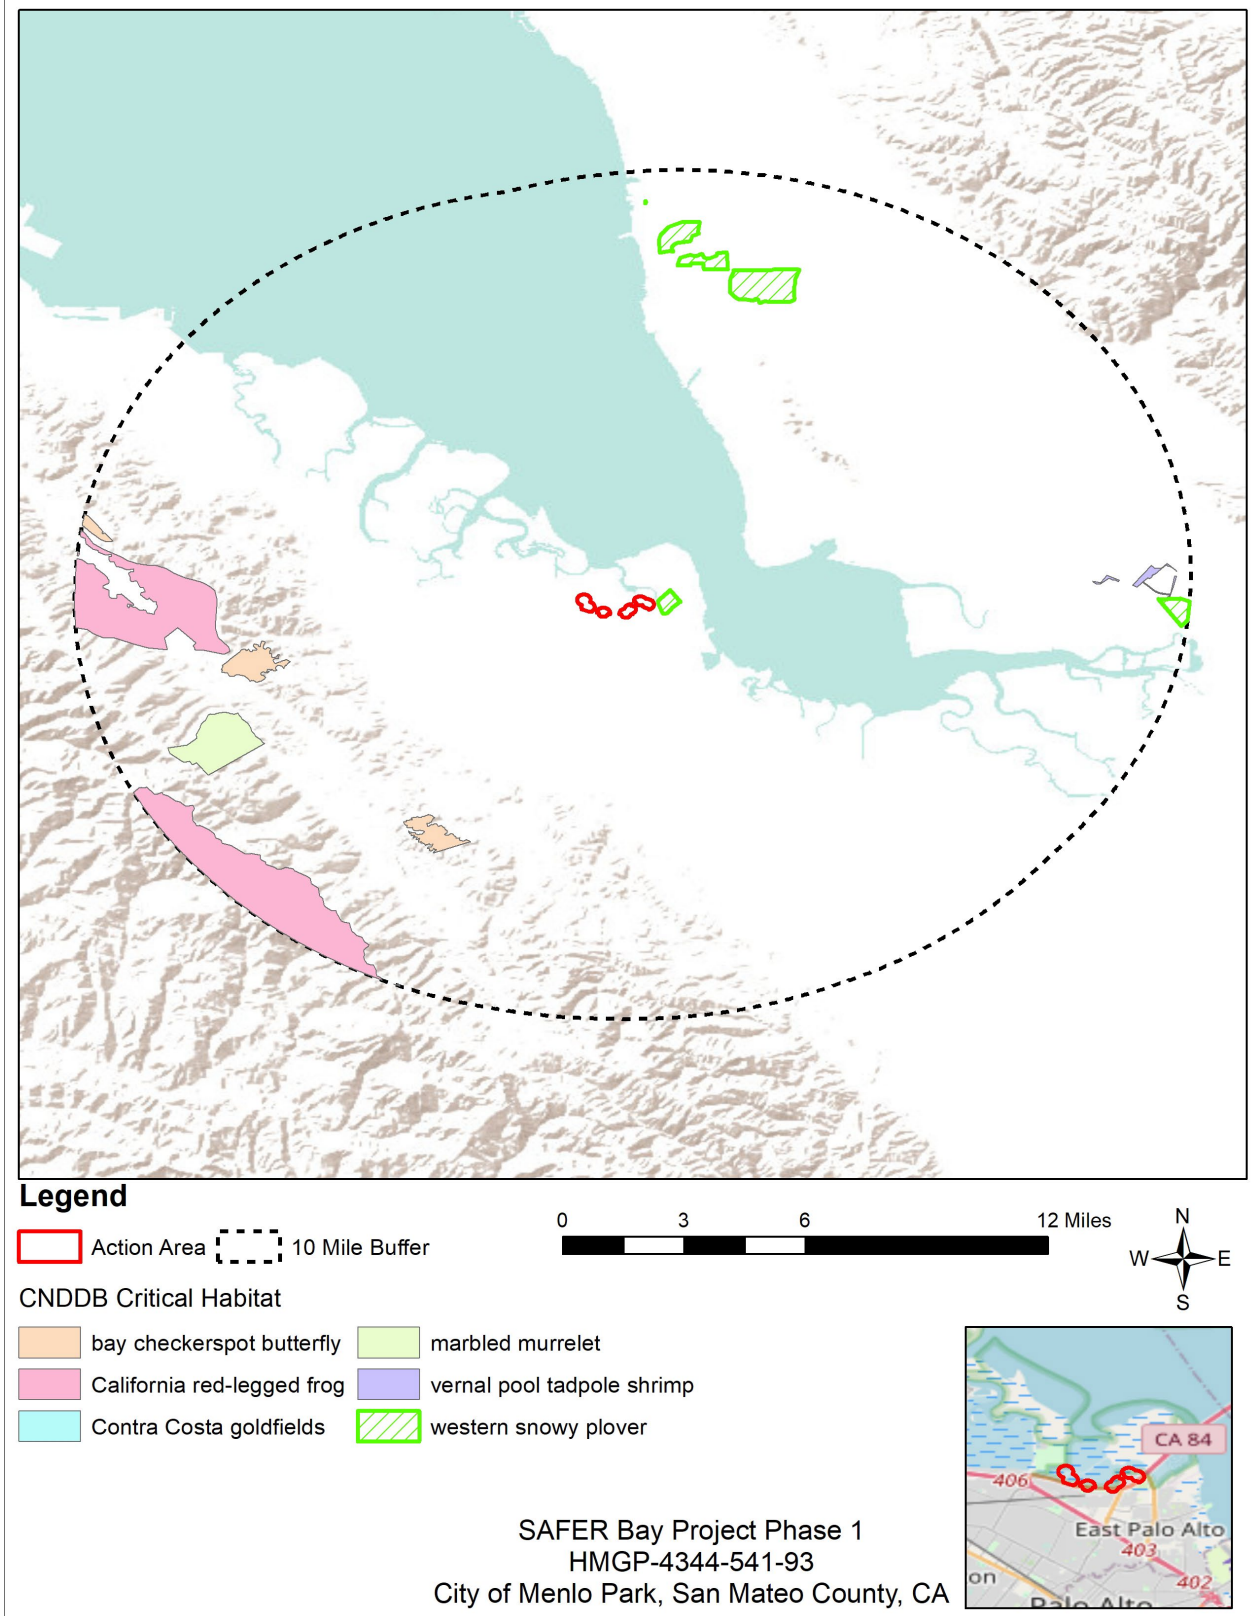 Legend
Action Area
10 Mile Buffer
0 3 6 12 Miles
N
W E
S
CNDDB Critical Habitat
bay checkerspot butterfly
marbled murrelet
California red-legged frog
vernal pool tadpole shrimp
Contra Costa goldfields
western snowy plover
CA 84
406
East Palo Alto
403
on
402
Palo Alto
SAFER Bay Project Phase 1
HMGP-4344-541-93
City of Menlo Park, San Mateo County, CA